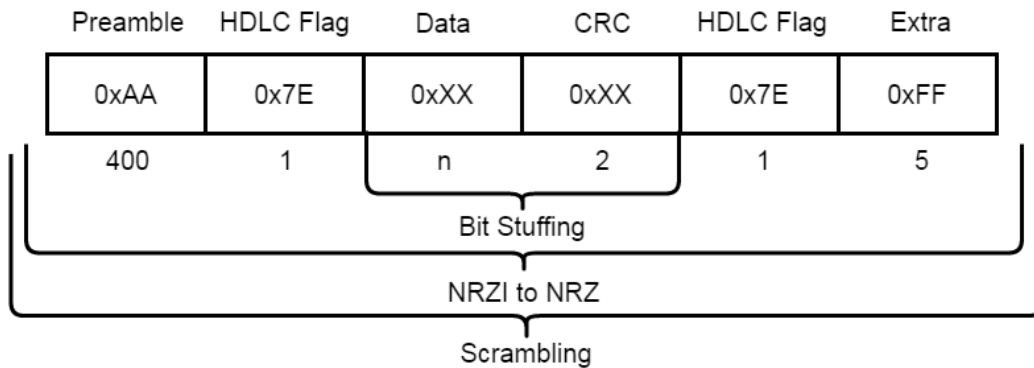 Preamble HDLC Flag Data CRC HDLC Flag Extra
0xAA 0x7E 0xXX 0xXX 0x7E 0xFF
400 1 n 2 1 5
Bit Stuffing
NRZI to NRZ
Scrambling